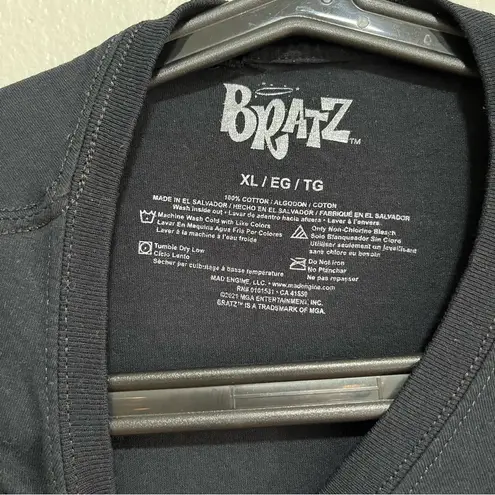 BRATZ™
XL / EG / TG
100% COTTON / ALGODON / COTON
MADE IN EL SALVADOR / HECHO EN EL SALVADOR / FABRIQUÉ EN EL SALVADOR
Wash inside out • Lavar de adentro hacia afuera • Laver à l'envers
Machine Wash Cold with Like Colors
Lavar En Maquina Agua Fria Por Colores
Laver à la machine à l'eau froide
Only Non-Chlorine Bleach
Solo Blanqueador Sin Cloro
Utiliser seulement un javellisant
sans chlore au besoin
Tumble Dry Low
Ciclo Lento
Sécher par culbutage à basse température
Do Not Iron
No Planchar
Ne pas repasser
MAD ENGINE, LLC. • www.madengine.com
RN# 0101531 • CA 41550
©2021 MGA ENTERTAINMENT, INC.
BRATZ™ IS A TRADEMARK OF MGA.